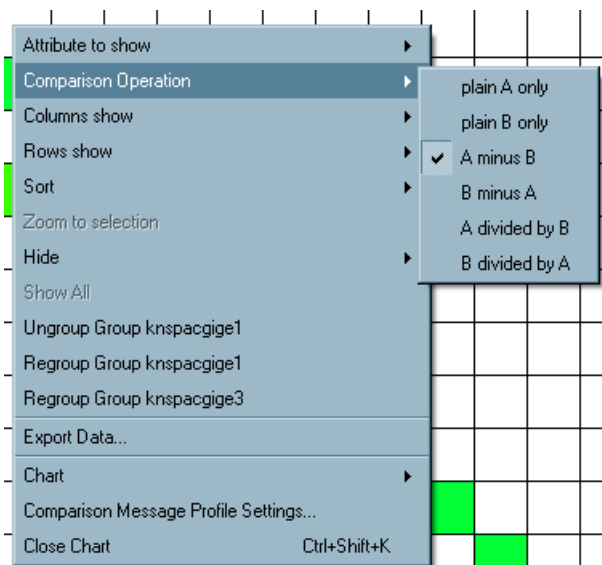 Attribute to show
Comparison Operation
Columns show
Rows show
Sort
Zoom to selection
Hide
Show All
Ungroup Group knspacgige1
Regroup Group knspacgige1
Regroup Group knspacgige3
Export Data...
Chart
Comparison Message Profile Settings...
Close Chart Ctrl+Shift+K
plain A only
plain B only
A minus B
B minus A
A divided by B
B divided by A